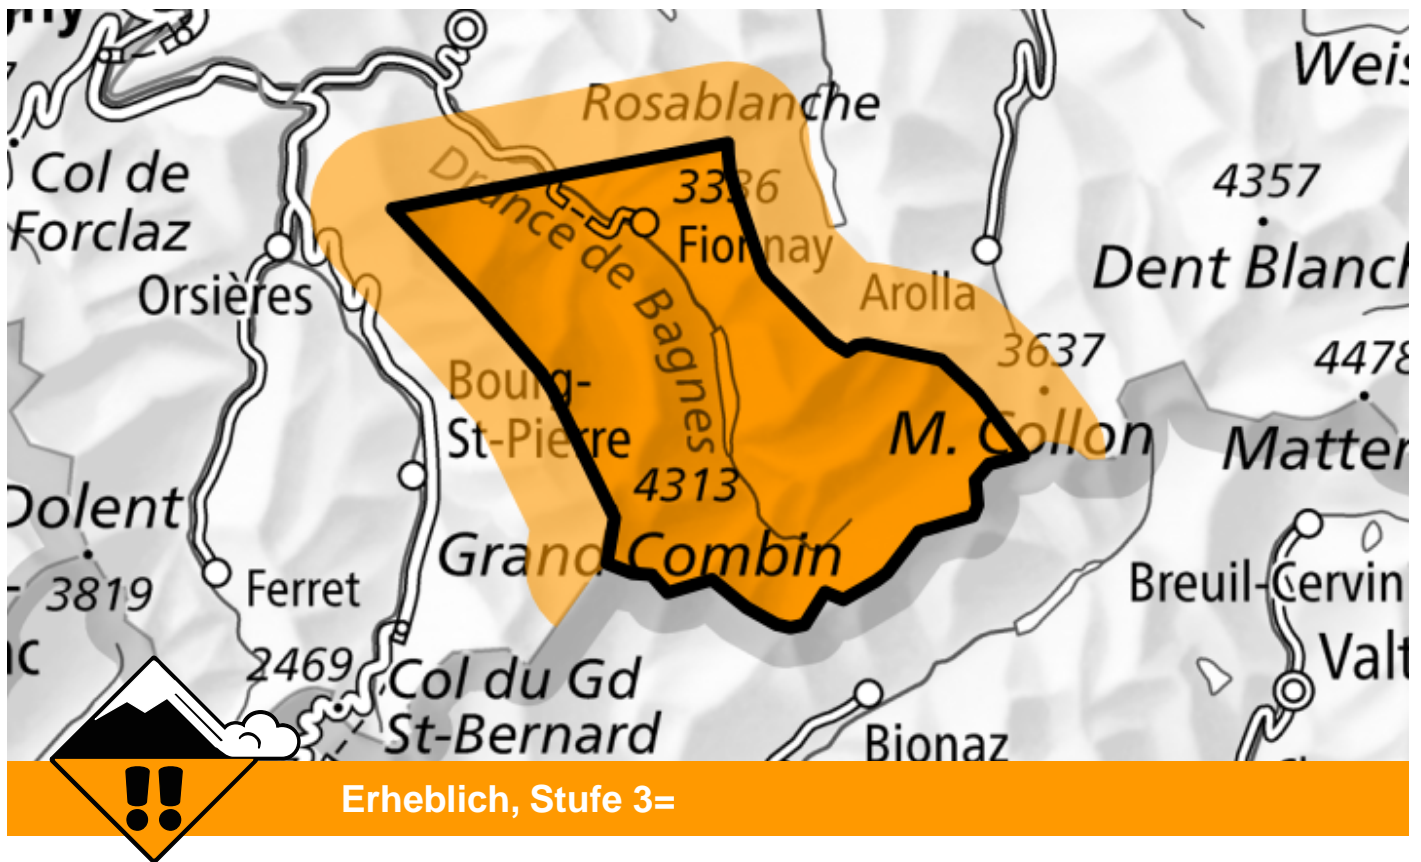 Weis
Rosablanche
Col de
Forclaz
3336
4357
Drance de Bagnes
Fionnay
Dent Blanch
Orsières
Arolla
3637
4478
Bourg-
St-Pierre
M. Collon
Matter
4313
Dolent
Grand Combin
3819
Ferret
Breuil-Cervin
2469
Valt
Col du Gd
St-Bernard
Bionaz
Erheblich, Stufe 3=